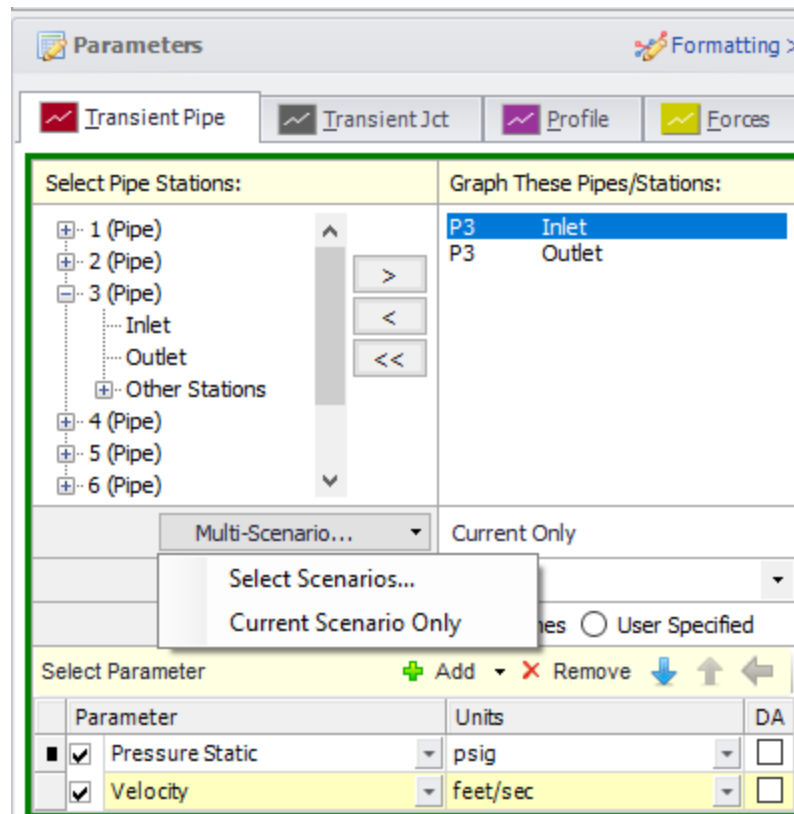 Parameters
Formatting >
Transient Pipe
Transient Jct
Profile
Forces
Select Pipe Stations:
Graph These Pipes/Stations:
1 (Pipe)
2 (Pipe)
3 (Pipe)
Inlet
Outlet
Other Stations
4 (Pipe)
5 (Pipe)
6 (Pipe)
>
<
<<
P3 Inlet
P3 Outlet
Multi-Scenario...
Current Only
Select Scenarios...
Current Scenario Only
User Specified
Select Parameter
Add
Remove
Parameter Units DA
Pressure Static psig
Velocity feet/sec